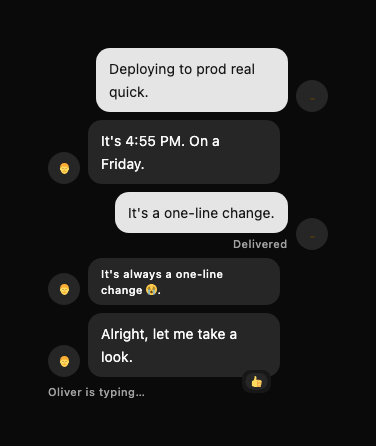 Deploying to prod real
quick.
It's 4:55 PM. On a
Friday.
It's a one-line change.
Delivered
It's always a one-line
change 😭.
Alright, let me take a
look.
👍
Oliver is typing...